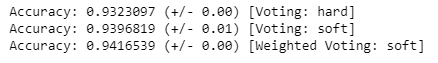 Accuracy: 0.9323097 (+/- 0.00) [Voting: hard]
Accuracy: 0.9396819 (+/- 0.01) [Voting: soft]
Accuracy: 0.9416539 (+/- 0.00) [Weighted Voting: soft]